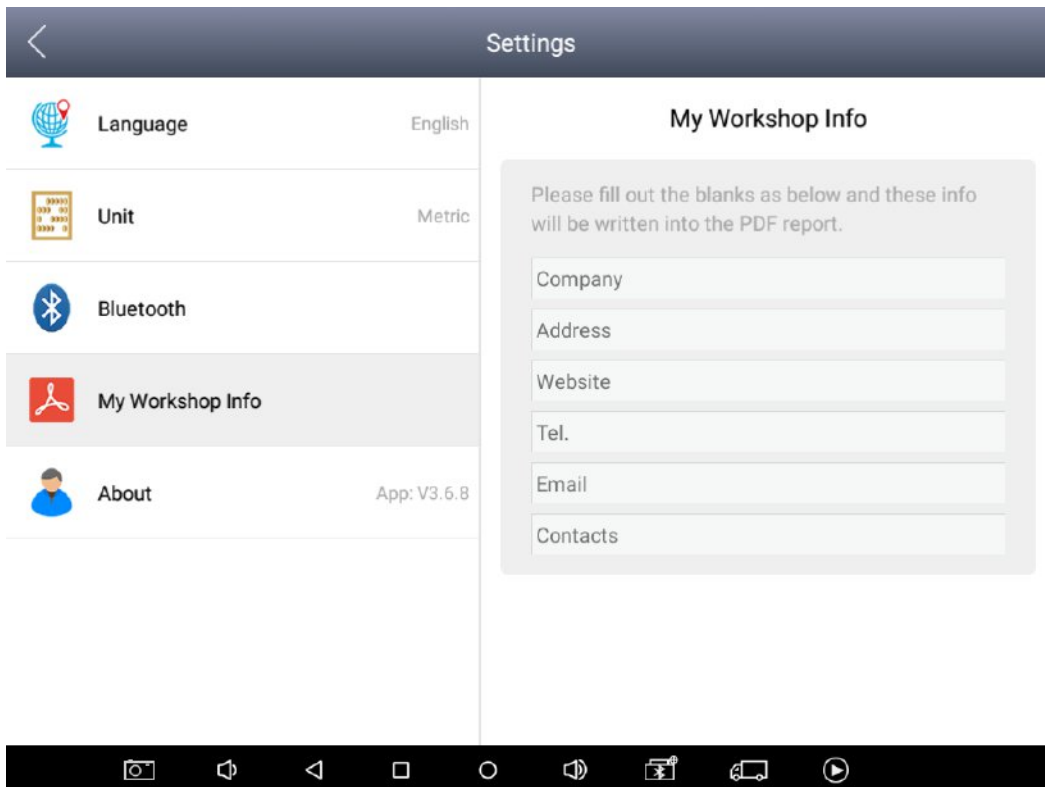 Settings
Language English
Unit Metric
Bluetooth
My Workshop Info
About App: V3.6.8
My Workshop Info
Please fill out the blanks as below and these info
will be written into the PDF report.
Company
Address
Website
Tel.
Email
Contacts